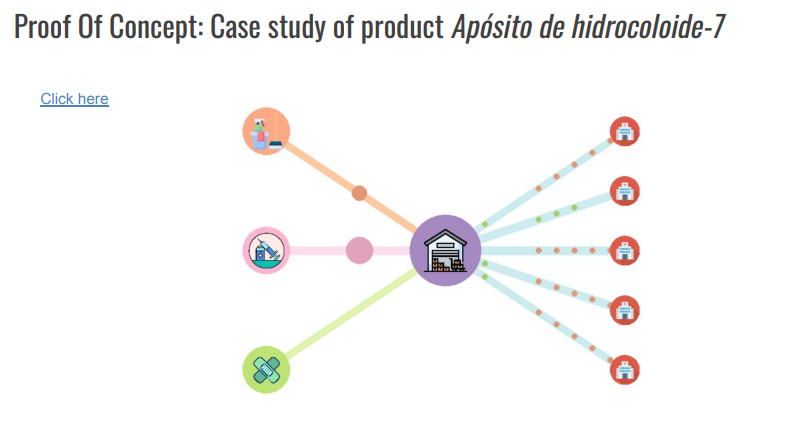 Proof Of Concept: Case study of product Apósito de hidrocoloide-7
Click here